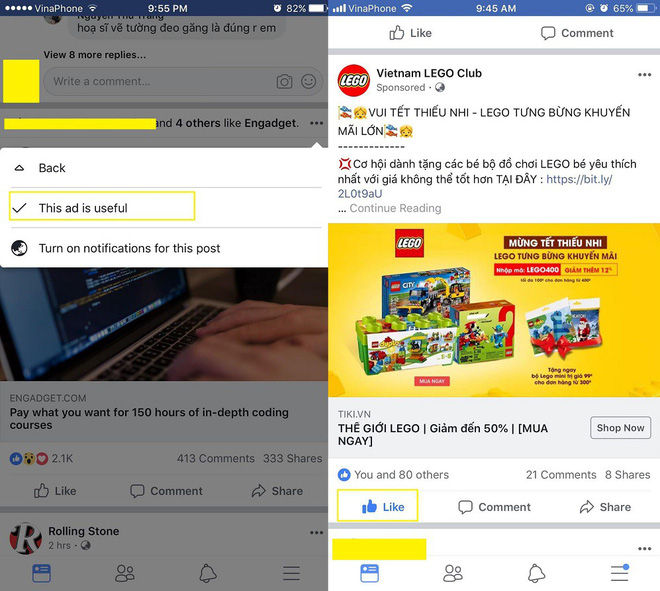 VinaPhone 9:55 PM 82%
Nguyễn Thu Trang
hoạ sĩ vẽ tường đeo găng là đúng r em
View 8 more replies...
Write a comment...
and 4 others like Engadget.
Back
This ad is useful
Turn on notifications for this post
ENGADGET.COM
Pay what you want for 150 hours of in-depth coding
courses
2.1K 413 Comments 333 Shares
Like Comment Share
Rolling Stone
2 hrs
VinaPhone 9:45 AM 65%
Like Comment
LEGO
Vietnam LEGO Club
Sponsored
VUI TẾT THIẾU NHI - LEGO TƯNG BỪNG KHUYẾN
MÃI LỚN
-------------
Cơ hội dành tặng các bé bộ đồ chơi LEGO bé yêu thích
nhất với giá không thể tốt hơn TẠI ĐÂY : https://bit.ly/
2L0t9aU
... Continue Reading
LEGO
MỪNG TẾT THIẾU NHI
LEGO TƯNG BỪNG KHUYẾN MÃI
Nhập mã: LEGO400 GIẢM THÊM 12%
CITY
DUPLO
MUA NGAY
Tặng ngay
bộ Lego mini trị giá 99K
cho đơn hàng từ 300K
TIKI.VN
THẾ GIỚI LEGO | Giảm đến 50% | [MUA
NGAY]
Shop Now
You and 80 others 21 Comments 8 Shares
Like Comment Share